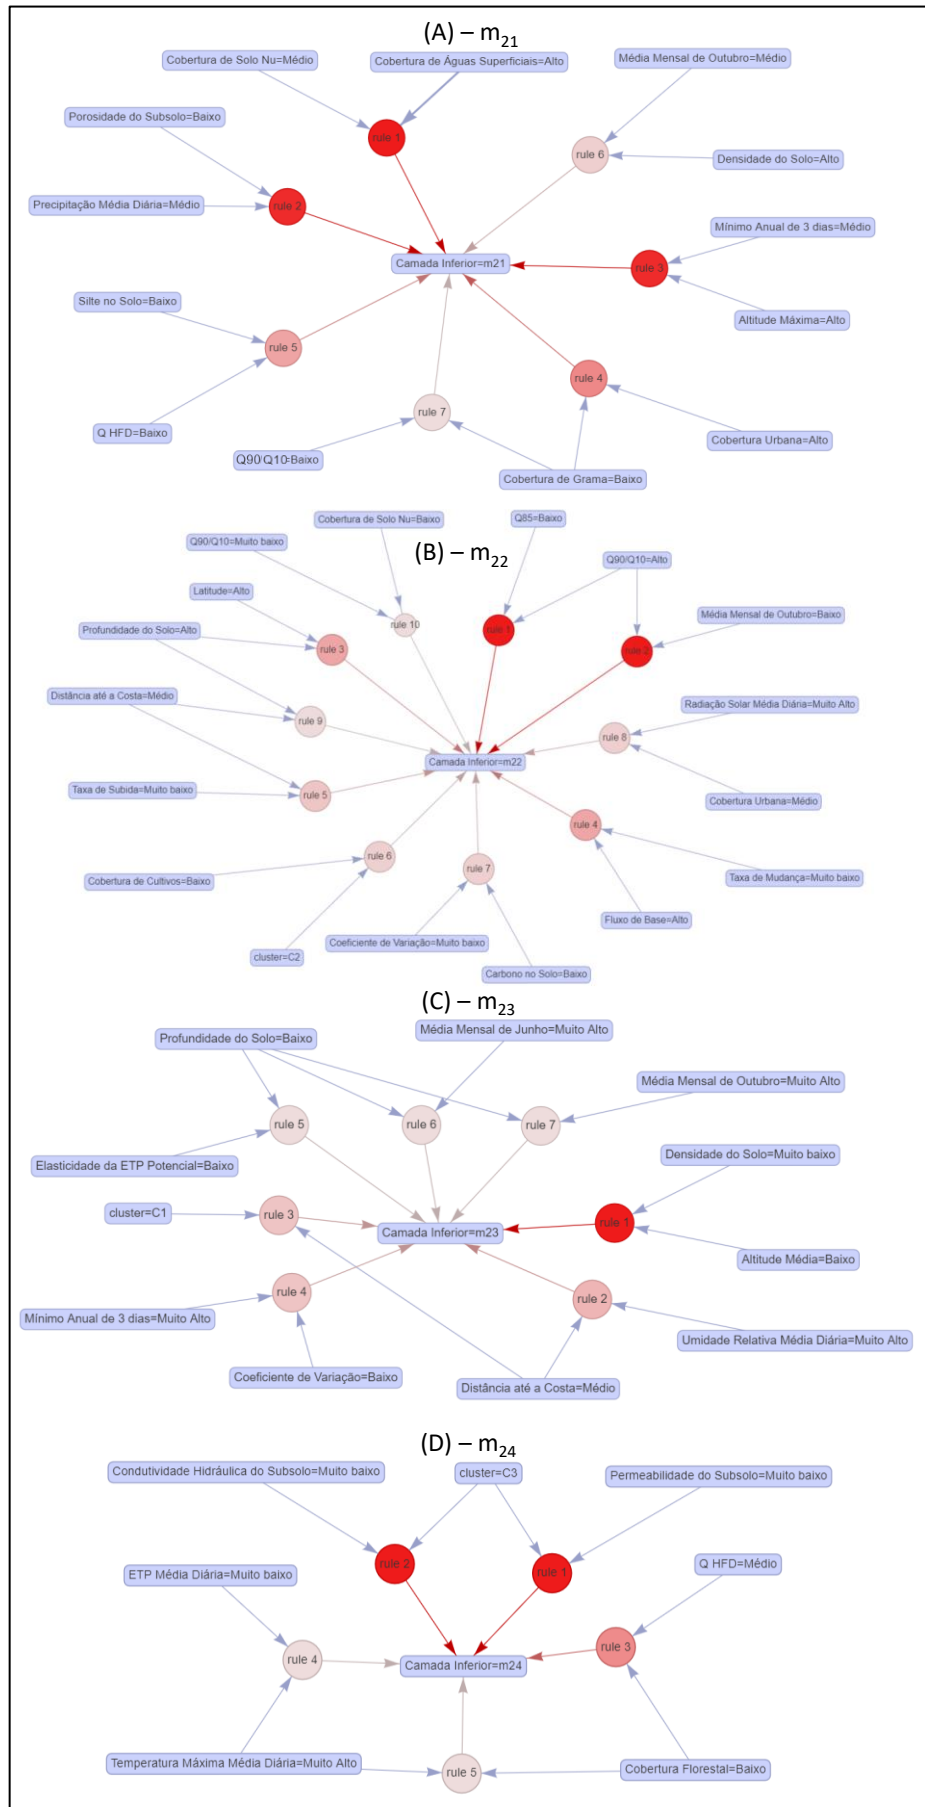 (A) – m21
Cobertura de Solo Nu=Médio
Cobertura de Águas Superficiais=Alto
Média Mensal de Outubro=Médio
Porosidade do Subsolo=Baixo
rule 1
rule 6
Densidade do Solo=Alto
Precipitação Média Diária=Médio
rule 2
Mínimo Anual de 3 dias=Médio
Camada Inferior=m21
rule 3
Silte no Solo=Baixo
Altitude Máxima=Alto
rule 5
rule 4
rule 7
Q HFD=Baixo
Cobertura Urbana=Alto
Q90/Q10=Baixo
Cobertura de Grama=Baixo
(B) – m22
Cobertura de Solo Nu=Baixo
Q85=Baixo
Q90/Q10=Muito baixo
Q90/Q10=Alto
Latitude=Alto
Média Mensal de Outubro=Baixo
Profundidade do Solo=Alto
rule 10
rule 1
rule 3
rule 2
Distância até a Costa=Médio
Radiação Solar Média Diária=Muito Alto
rule 9
rule 8
Camada Inferior=m22
Taxa de Subida=Muito baixo
rule 5
Cobertura Urbana=Médio
rule 4
rule 6
rule 7
Cobertura de Cultivos=Baixo
Taxa de Mudança=Muito baixo
Fluxo de Base=Alto
Coeficiente de Variação=Muito baixo
cluster=C2
Carbono no Solo=Baixo
(C) – m23
Profundidade do Solo=Baixo
Média Mensal de Junho=Muito Alto
Média Mensal de Outubro=Muito Alto
rule 5
rule 6
rule 7
Elasticidade da ETP Potencial=Baixo
Densidade do Solo=Muito baixo
cluster=C1
rule 3
rule 1
Camada Inferior=m23
Altitude Média=Baixo
rule 4
rule 2
Mínimo Anual de 3 dias=Muito Alto
Umidade Relativa Média Diária=Muito Alto
Coeficiente de Variação=Baixo
Distância até a Costa=Médio
(D) – m24
Condutividade Hidráulica do Subsolo=Muito baixo
cluster=C3
Permeabilidade do Subsolo=Muito baixo
rule 2
rule 1
ETP Média Diária=Muito baixo
Q HFD=Médio
rule 4
Camada Inferior=m24
rule 3
Temperatura Máxima Média Diária=Muito Alto
rule 5
Cobertura Florestal=Baixo